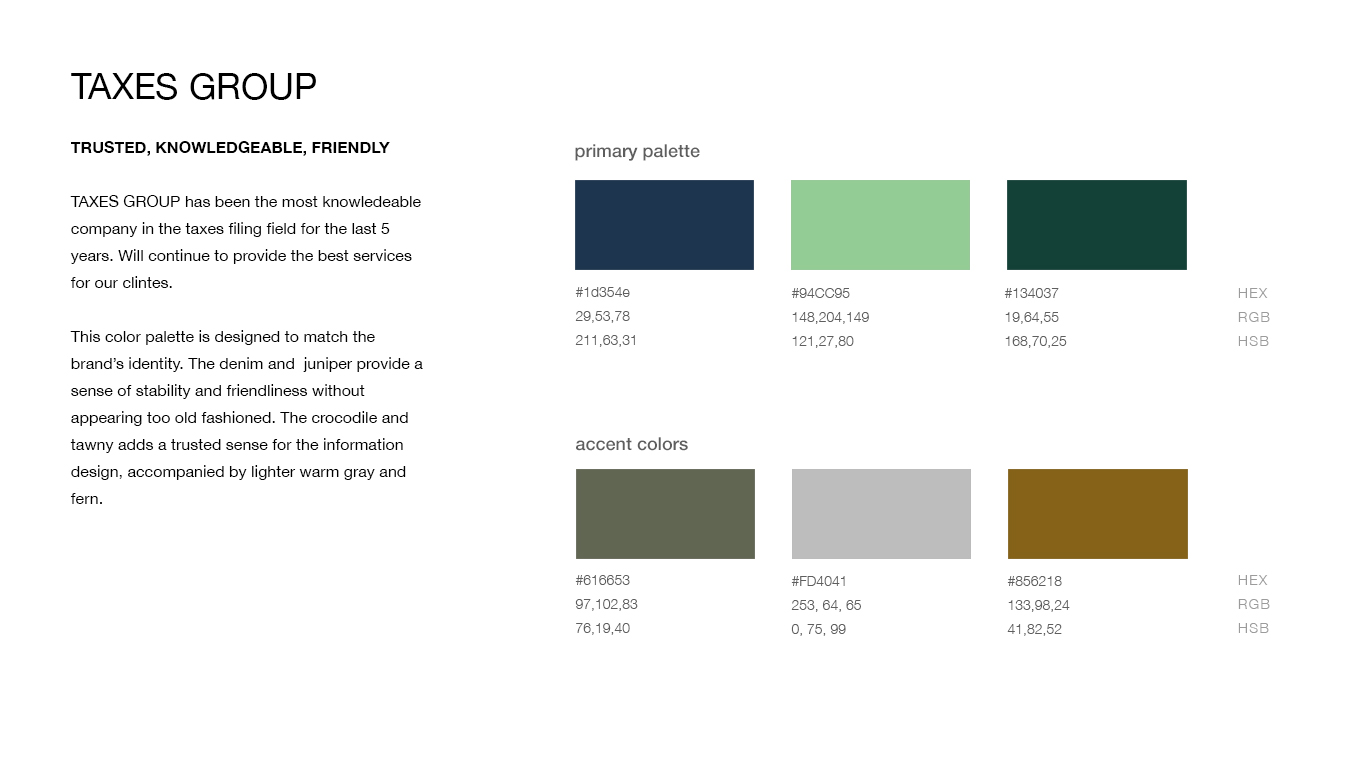 TAXES GROUP
TRUSTED, KNOWLEDGEABLE, FRIENDLY
TAXES GROUP has been the most knowledeable
company in the taxes filing field for the last 5
years. Will continue to provide the best services
for our clintes.
This color palette is designed to match the
brand’s identity. The denim and  juniper provide a
sense of stability and friendliness without
appearing too old fashioned. The crocodile and
tawny adds a trusted sense for the information
design, accompanied by lighter warm gray and
fern.
primary palette
#1d354e #94CC95 #134037 HEX
29,53,78 148,204,149 19,64,55 RGB
211,63,31 121,27,80 168,70,25 HSB
accent colors
#616653 #FD4041 #856218 HEX
97,102,83 253, 64, 65 133,98,24 RGB
76,19,40 0, 75, 99 41,82,52 HSB